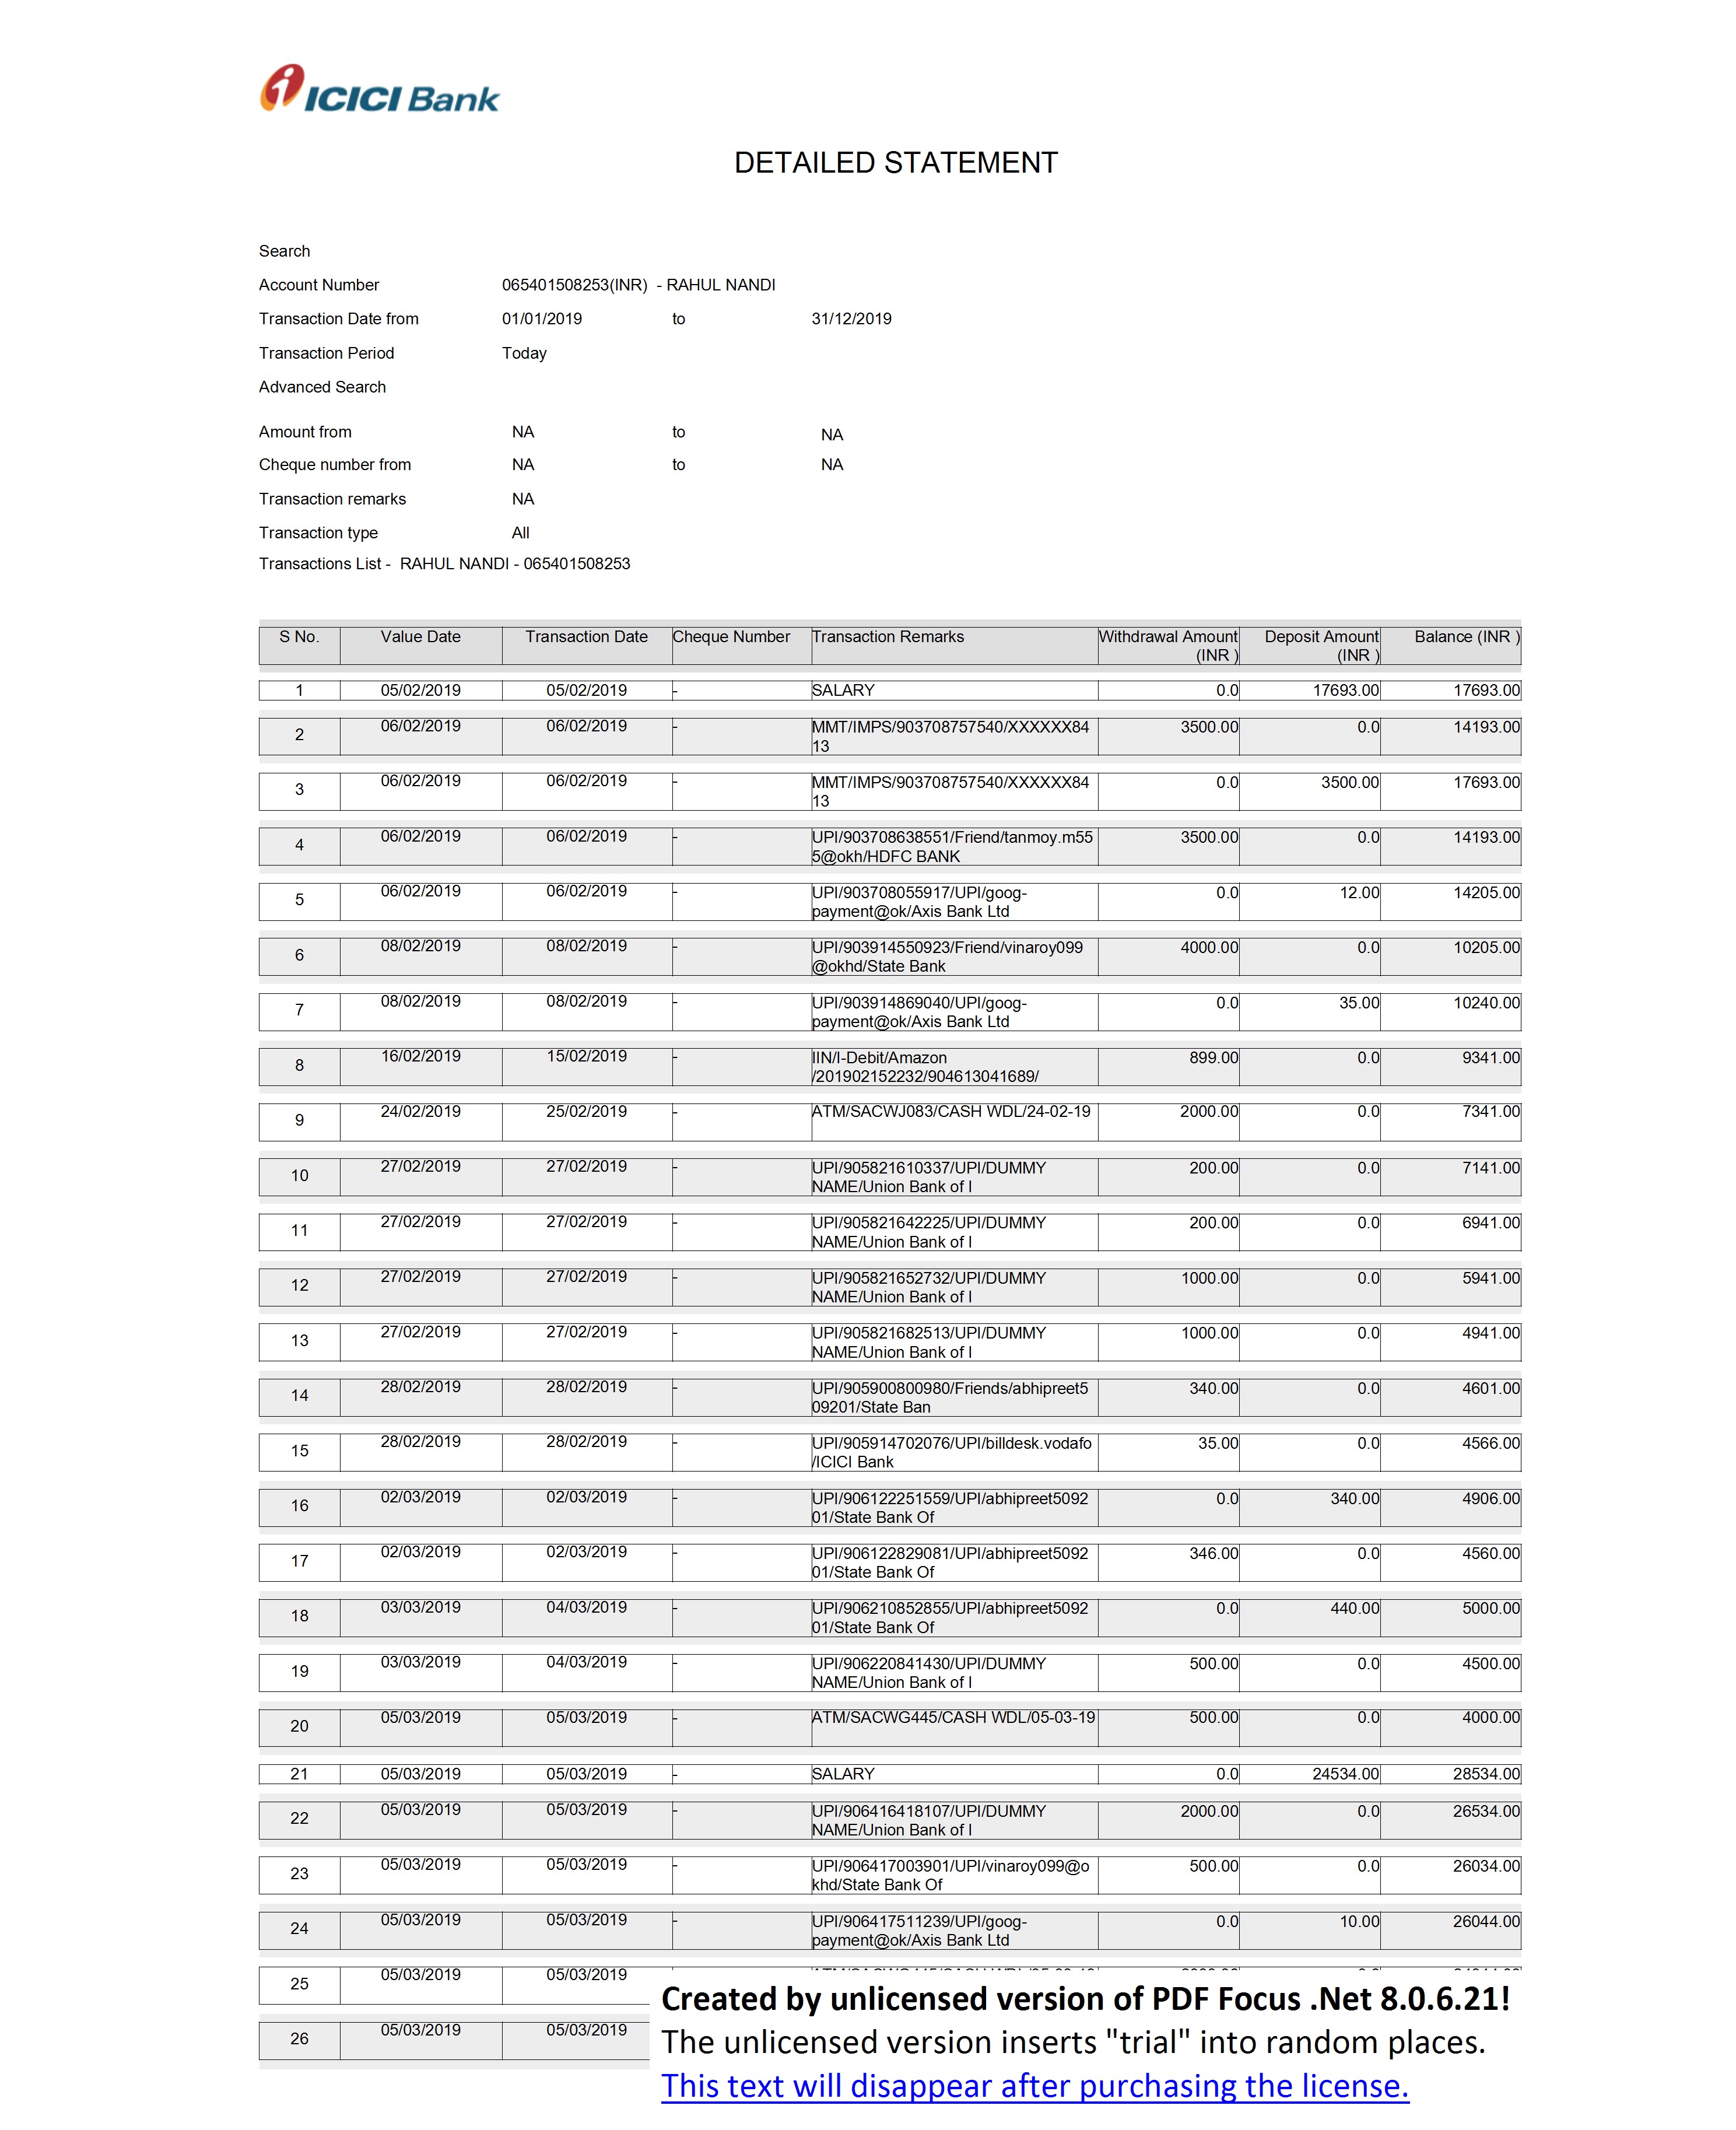 ICICI Bank
DETAILED STATEMENT
Search
Account Number 065401508253(INR) - RAHUL NANDI
Transaction Date from 01/01/2019 to 31/12/2019
Transaction Period Today
Advanced Search
Amount from NA to NA
Cheque number from NA to NA
Transaction remarks NA
Transaction type All
Transactions List - RAHUL NANDI - 065401508253
S No. Value Date Transaction Date Cheque Number Transaction Remarks Withdrawal Amount Deposit Amount Balance (INR )
(INR ) (INR )
1 05/02/2019 05/02/2019 - SALARY 0.0 17693.00 17693.00
2 06/02/2019 06/02/2019 - MMT/IMPS/903708757540/XXXXXX84 3500.00 0.0 14193.00
13
3 06/02/2019 06/02/2019 - MMT/IMPS/903708757540/XXXXXX84 0.0 3500.00 17693.00
13
4 06/02/2019 06/02/2019 - UPI/903708638551/Friend/tanmoy.m55 3500.00 0.0 14193.00
5@okh/HDFC BANK
5 06/02/2019 06/02/2019 - UPI/903708055917/UPI/goog- 0.0 12.00 14205.00
payment@ok/Axis Bank Ltd
6 08/02/2019 08/02/2019 - UPI/903914550923/Friend/vinaroy099 4000.00 0.0 10205.00
@okhd/State Bank
7 08/02/2019 08/02/2019 - UPI/903914869040/UPI/goog- 0.0 35.00 10240.00
payment@ok/Axis Bank Ltd
8 16/02/2019 15/02/2019 - IIN/I-Debit/Amazon 899.00 0.0 9341.00
/201902152232/904613041689/
9 24/02/2019 25/02/2019 - ATM/SACWJ083/CASH WDL/24-02-19 2000.00 0.0 7341.00
10 27/02/2019 27/02/2019 - UPI/905821610337/UPI/DUMMY 200.00 0.0 7141.00
NAME/Union Bank of I
11 27/02/2019 27/02/2019 - UPI/905821642225/UPI/DUMMY 200.00 0.0 6941.00
NAME/Union Bank of I
12 27/02/2019 27/02/2019 - UPI/905821652732/UPI/DUMMY 1000.00 0.0 5941.00
NAME/Union Bank of I
13 27/02/2019 27/02/2019 - UPI/905821682513/UPI/DUMMY 1000.00 0.0 4941.00
NAME/Union Bank of I
14 28/02/2019 28/02/2019 - UPI/905900800980/Friends/abhipreet5 340.00 0.0 4601.00
09201/State Ban
15 28/02/2019 28/02/2019 - UPI/905914702076/UPI/billdesk.vodafo 35.00 0.0 4566.00
/ICICI Bank
16 02/03/2019 02/03/2019 - UPI/906122251559/UPI/abhipreet5092 0.0 340.00 4906.00
01/State Bank Of
17 02/03/2019 02/03/2019 - UPI/906122829081/UPI/abhipreet5092 346.00 0.0 4560.00
01/State Bank Of
18 03/03/2019 04/03/2019 - UPI/906210852855/UPI/abhipreet5092 0.0 440.00 5000.00
01/State Bank Of
19 03/03/2019 04/03/2019 - UPI/906220841430/UPI/DUMMY 500.00 0.0 4500.00
NAME/Union Bank of I
20 05/03/2019 05/03/2019 - ATM/SACWG445/CASH WDL/05-03-19 500.00 0.0 4000.00
21 05/03/2019 05/03/2019 - SALARY 0.0 24534.00 28534.00
22 05/03/2019 05/03/2019 - UPI/906416418107/UPI/DUMMY 2000.00 0.0 26534.00
NAME/Union Bank of I
23 05/03/2019 05/03/2019 - UPI/906417003901/UPI/vinaroy099@o 500.00 0.0 26034.00
khd/State Bank Of
24 05/03/2019 05/03/2019 - UPI/906417511239/UPI/goog- 0.0 10.00 26044.00
payment@ok/Axis Bank Ltd
25 05/03/2019 05/03/2019
26 05/03/2019 05/03/2019
Created by unlicensed version of PDF Focus .Net 8.0.6.21!
The unlicensed version inserts "trial" into random places.
This text will disappear after purchasing the license.